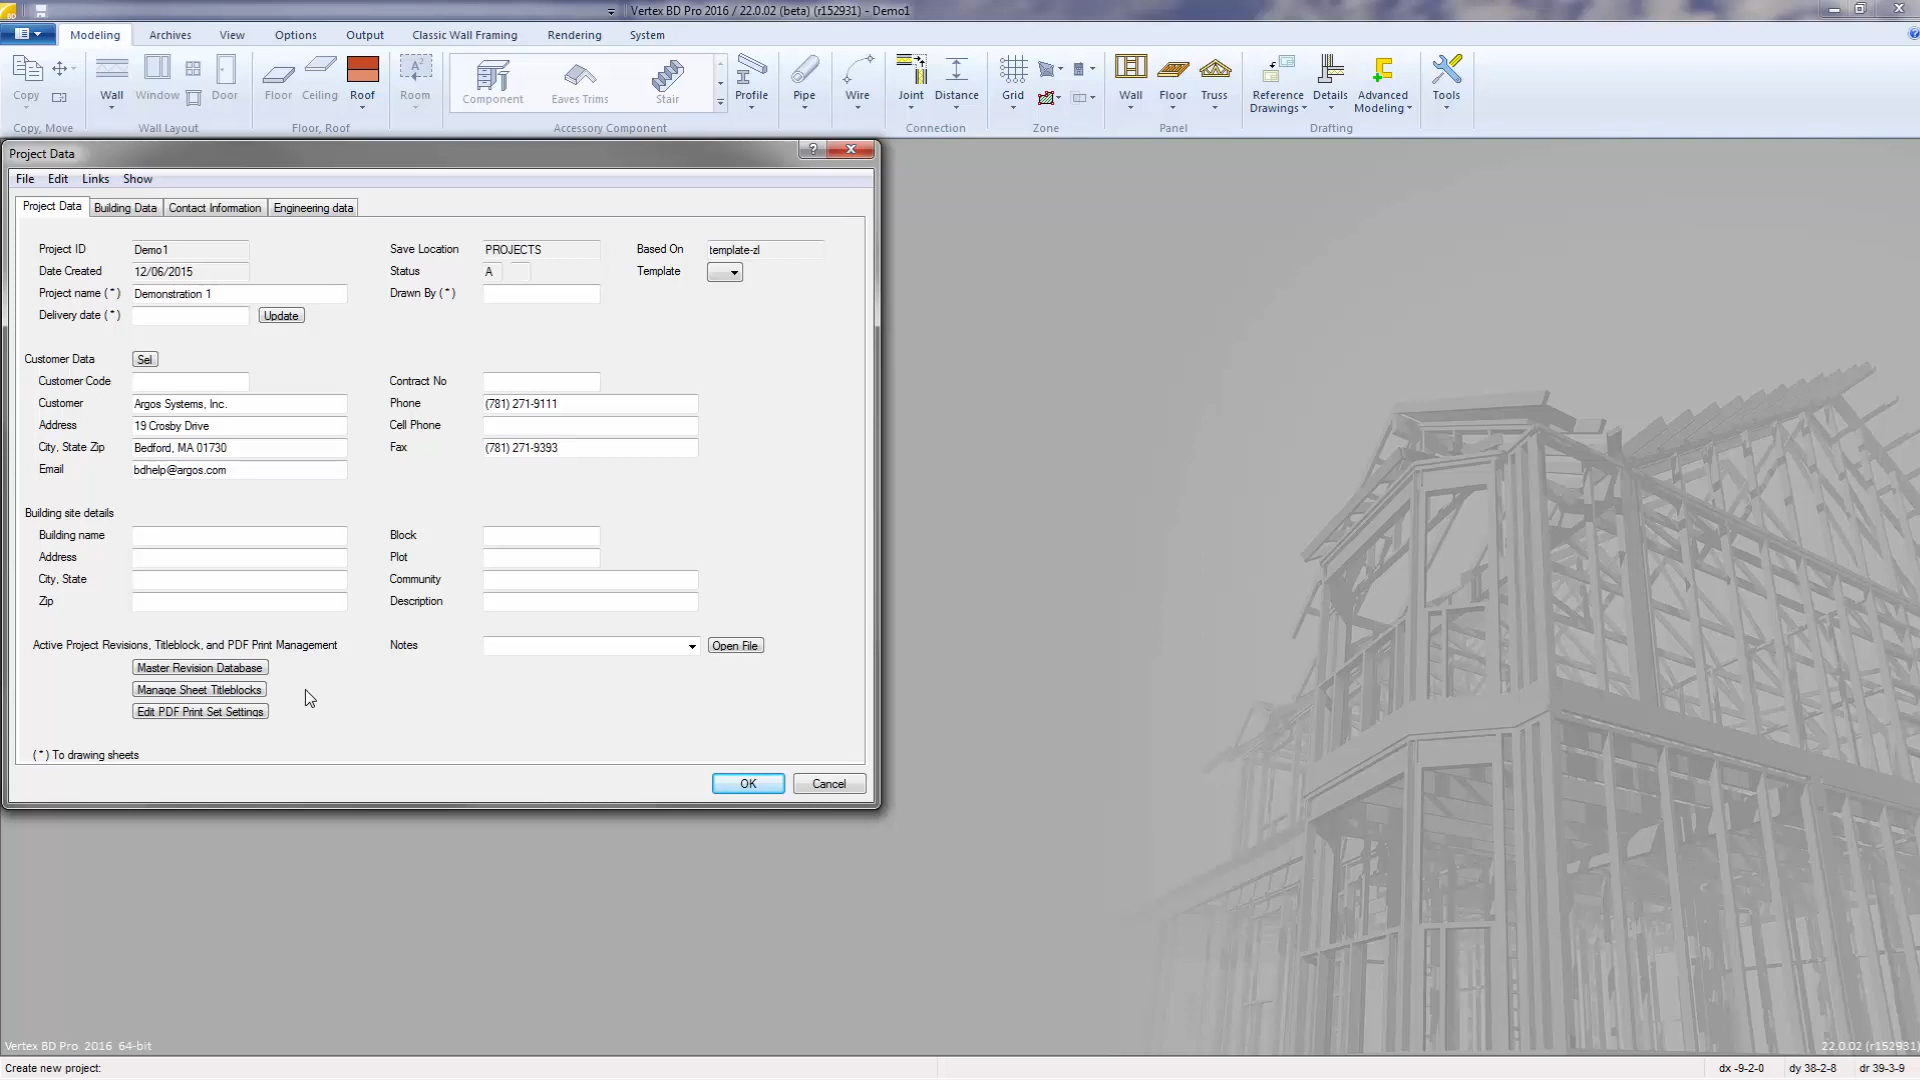 Vertex BD Pro 2016 / 22.0.02 (beta) (r152931) - Demo1
Modeling Archives View Options Output Classic Wall Framing Rendering System
Copy Wall Window Door Floor Ceiling Roof Room Component Eaves Trims Stair Profile Pipe Wire Joint Distance Grid Wall Floor Truss Reference Drawings Details Advanced Modeling Tools
Copy, Move Wall Layout Floor, Roof Accessory Component Connection Zone Panel Drafting
Project Data
File Edit Links Show
Project Data Building Data Contact Information Engineering data
Project ID Demo1 Save Location PROJECTS Based On template-zl
Date Created 12/06/2015 Status A Template
Project name (*) Demonstration 1 Drawn By (*)
Delivery date (*) Update
Customer Data Sel
Customer Code Contract No
Customer Argos Systems, Inc. Phone (781) 271-9111
Address 19 Crosby Drive Cell Phone
City, State Zip Bedford, MA 01730 Fax (781) 271-9393
Email bdhelp@argos.com
Building site details
Building name Block
Address Plot
City, State Community
Zip Description
Active Project Revisions, Titleblock, and PDF Print Management Notes Open File
Master Revision Database
Manage Sheet Titleblocks
Edit PDF Print Set Settings
(*) To drawing sheets
OK Cancel
Vertex BD Pro 2016 64-bit 22.0.02 (r152931)
Create new project: dx -9-2-0 dy 38-2-8 dr 39-3-9